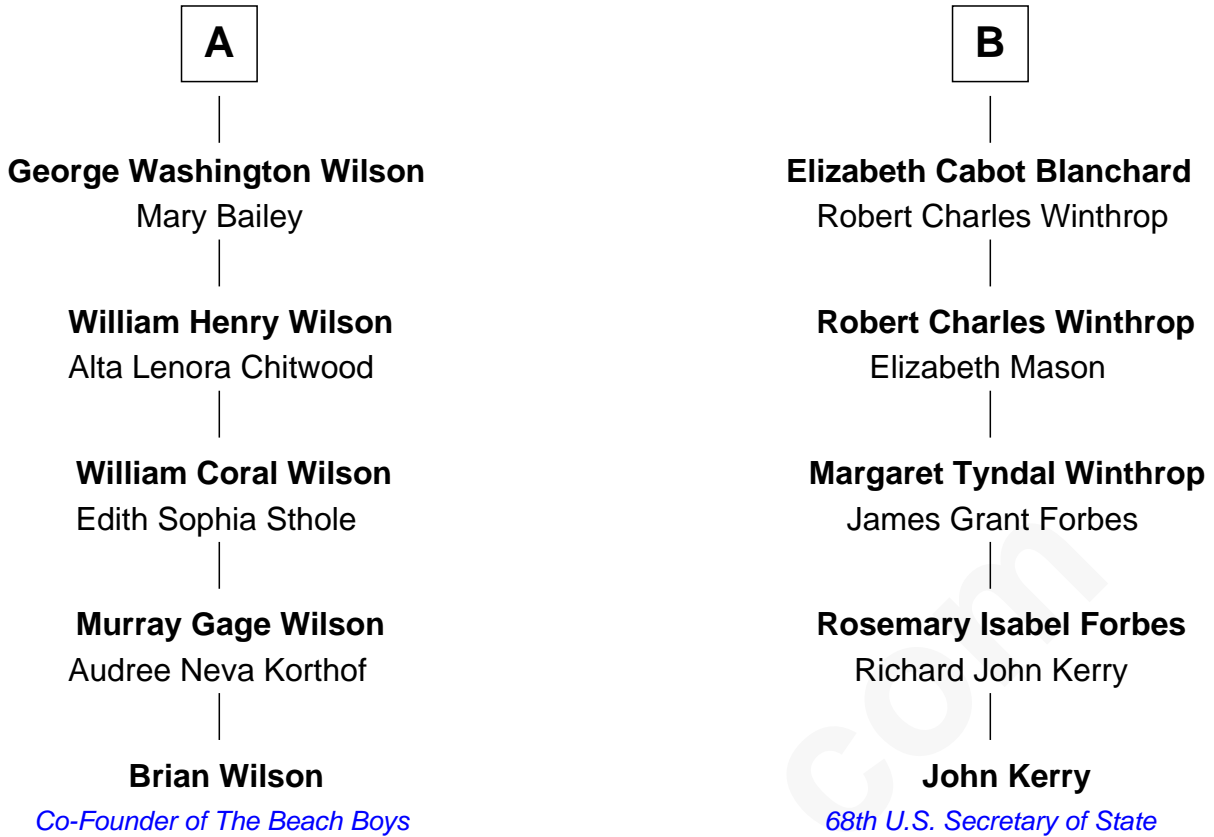 A
George Washington Wilson
Mary Bailey
William Henry Wilson
Alta Lenora Chitwood
William Coral Wilson
Edith Sophia Sthole
Murray Gage Wilson
Audree Neva Korthof
Brian Wilson
Co-Founder of The Beach Boys
B
Elizabeth Cabot Blanchard
Robert Charles Winthrop
Robert Charles Winthrop
Elizabeth Mason
Margaret Tyndal Winthrop
James Grant Forbes
Rosemary Isabel Forbes
Richard John Kerry
John Kerry
68th U.S. Secretary of State
com